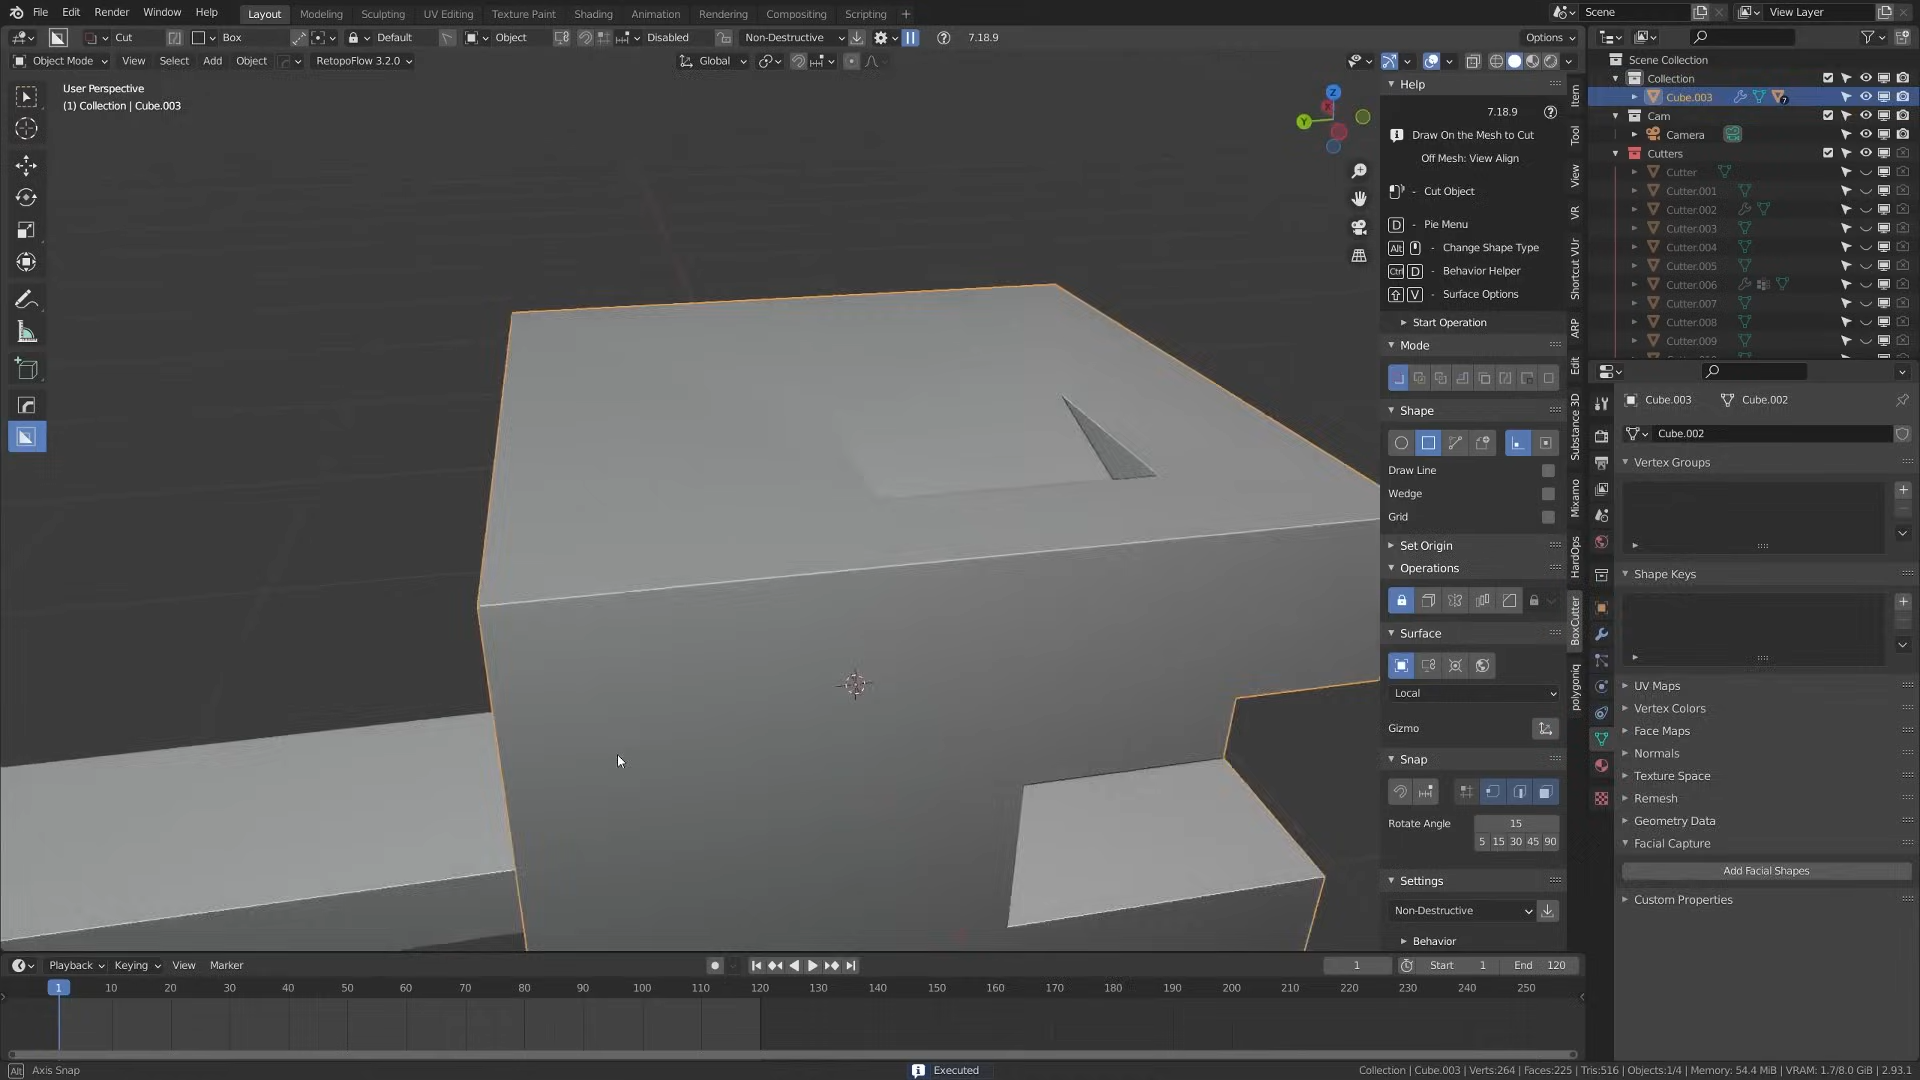 File Edit Render Window Help Layout Modeling Sculpting UV Editing Texture Paint Shading Animation Rendering Compositing Scripting + Scene View Layer
Cut Box Default Object Disabled Non-Destructive 7.18.9 Options
Object Mode View Select Add Object RetopoFlow 3.2.0 Global
User Perspective
(1) Collection | Cube.003
Z
X
Y
Help
7.18.9
Draw On the Mesh to Cut
Off Mesh: View Align
- Cut Object
D - Pie Menu
Alt - Change Shape Type
Ctrl D - Behavior Helper
V - Surface Options
Start Operation
Mode
Shape
Draw Line
Wedge
Grid
Set Origin
Operations
Surface
Local
Gizmo
Snap
Rotate Angle 15
5 15 30 45 90
Settings
Non-Destructive
Behavior
Item
Tool
View
VR
Shortcut VUr
ARP
Edit
Substance 3D
Mixamo
HardOps
BoxCutter
polygoniq
Scene Collection
Collection
Cube.003 7
Cam
Camera
Cutters
Cutter
Cutter.001
Cutter.002
Cutter.003
Cutter.004
Cutter.005
Cutter.006
Cutter.007
Cutter.008
Cutter.009
Cube.003 Cube.002
Cube.002
Vertex Groups
Shape Keys
UV Maps
Vertex Colors
Face Maps
Normals
Texture Space
Remesh
Geometry Data
Facial Capture
Add Facial Shapes
Custom Properties
Playback Keying View Marker 1 Start 1 End 120
1 10 20 30 40 50 60 70 80 90 100 110 120 130 140 150 160 170 180 190 200 210 220 230 240 250
Alt Axis Snap Executed Collection | Cube.003 | Verts:264 | Faces:225 | Tris:516 | Objects:1/4 | Memory: 54.4 MiB | VRAM: 1.7/8.0 GiB | 2.93.1